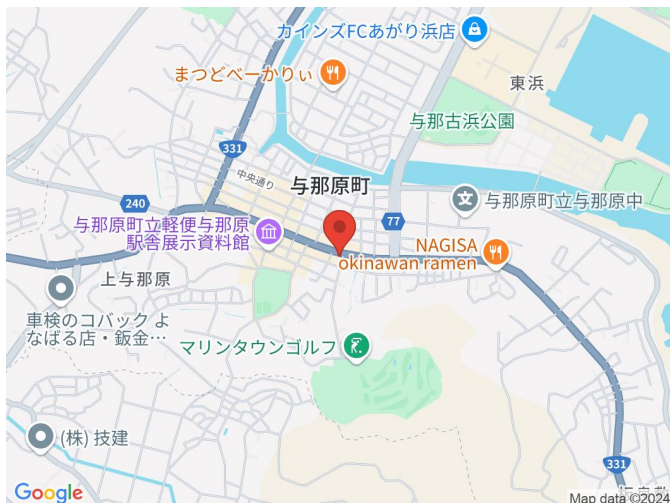 カインズFCあがり浜店
まつどべーかりぃ
東浜
与那古浜公園
331
中央通り
与那原町
240
77
与那原町立与那原中
与那原町立軽便与那原
駅舎展示資料館
NAGISA
okinawan ramen
上与那原
車検のコバック よ
なばる店・鈑金…
マリンタウンゴルフ
(株) 技建
331
Google
Map data ©2024